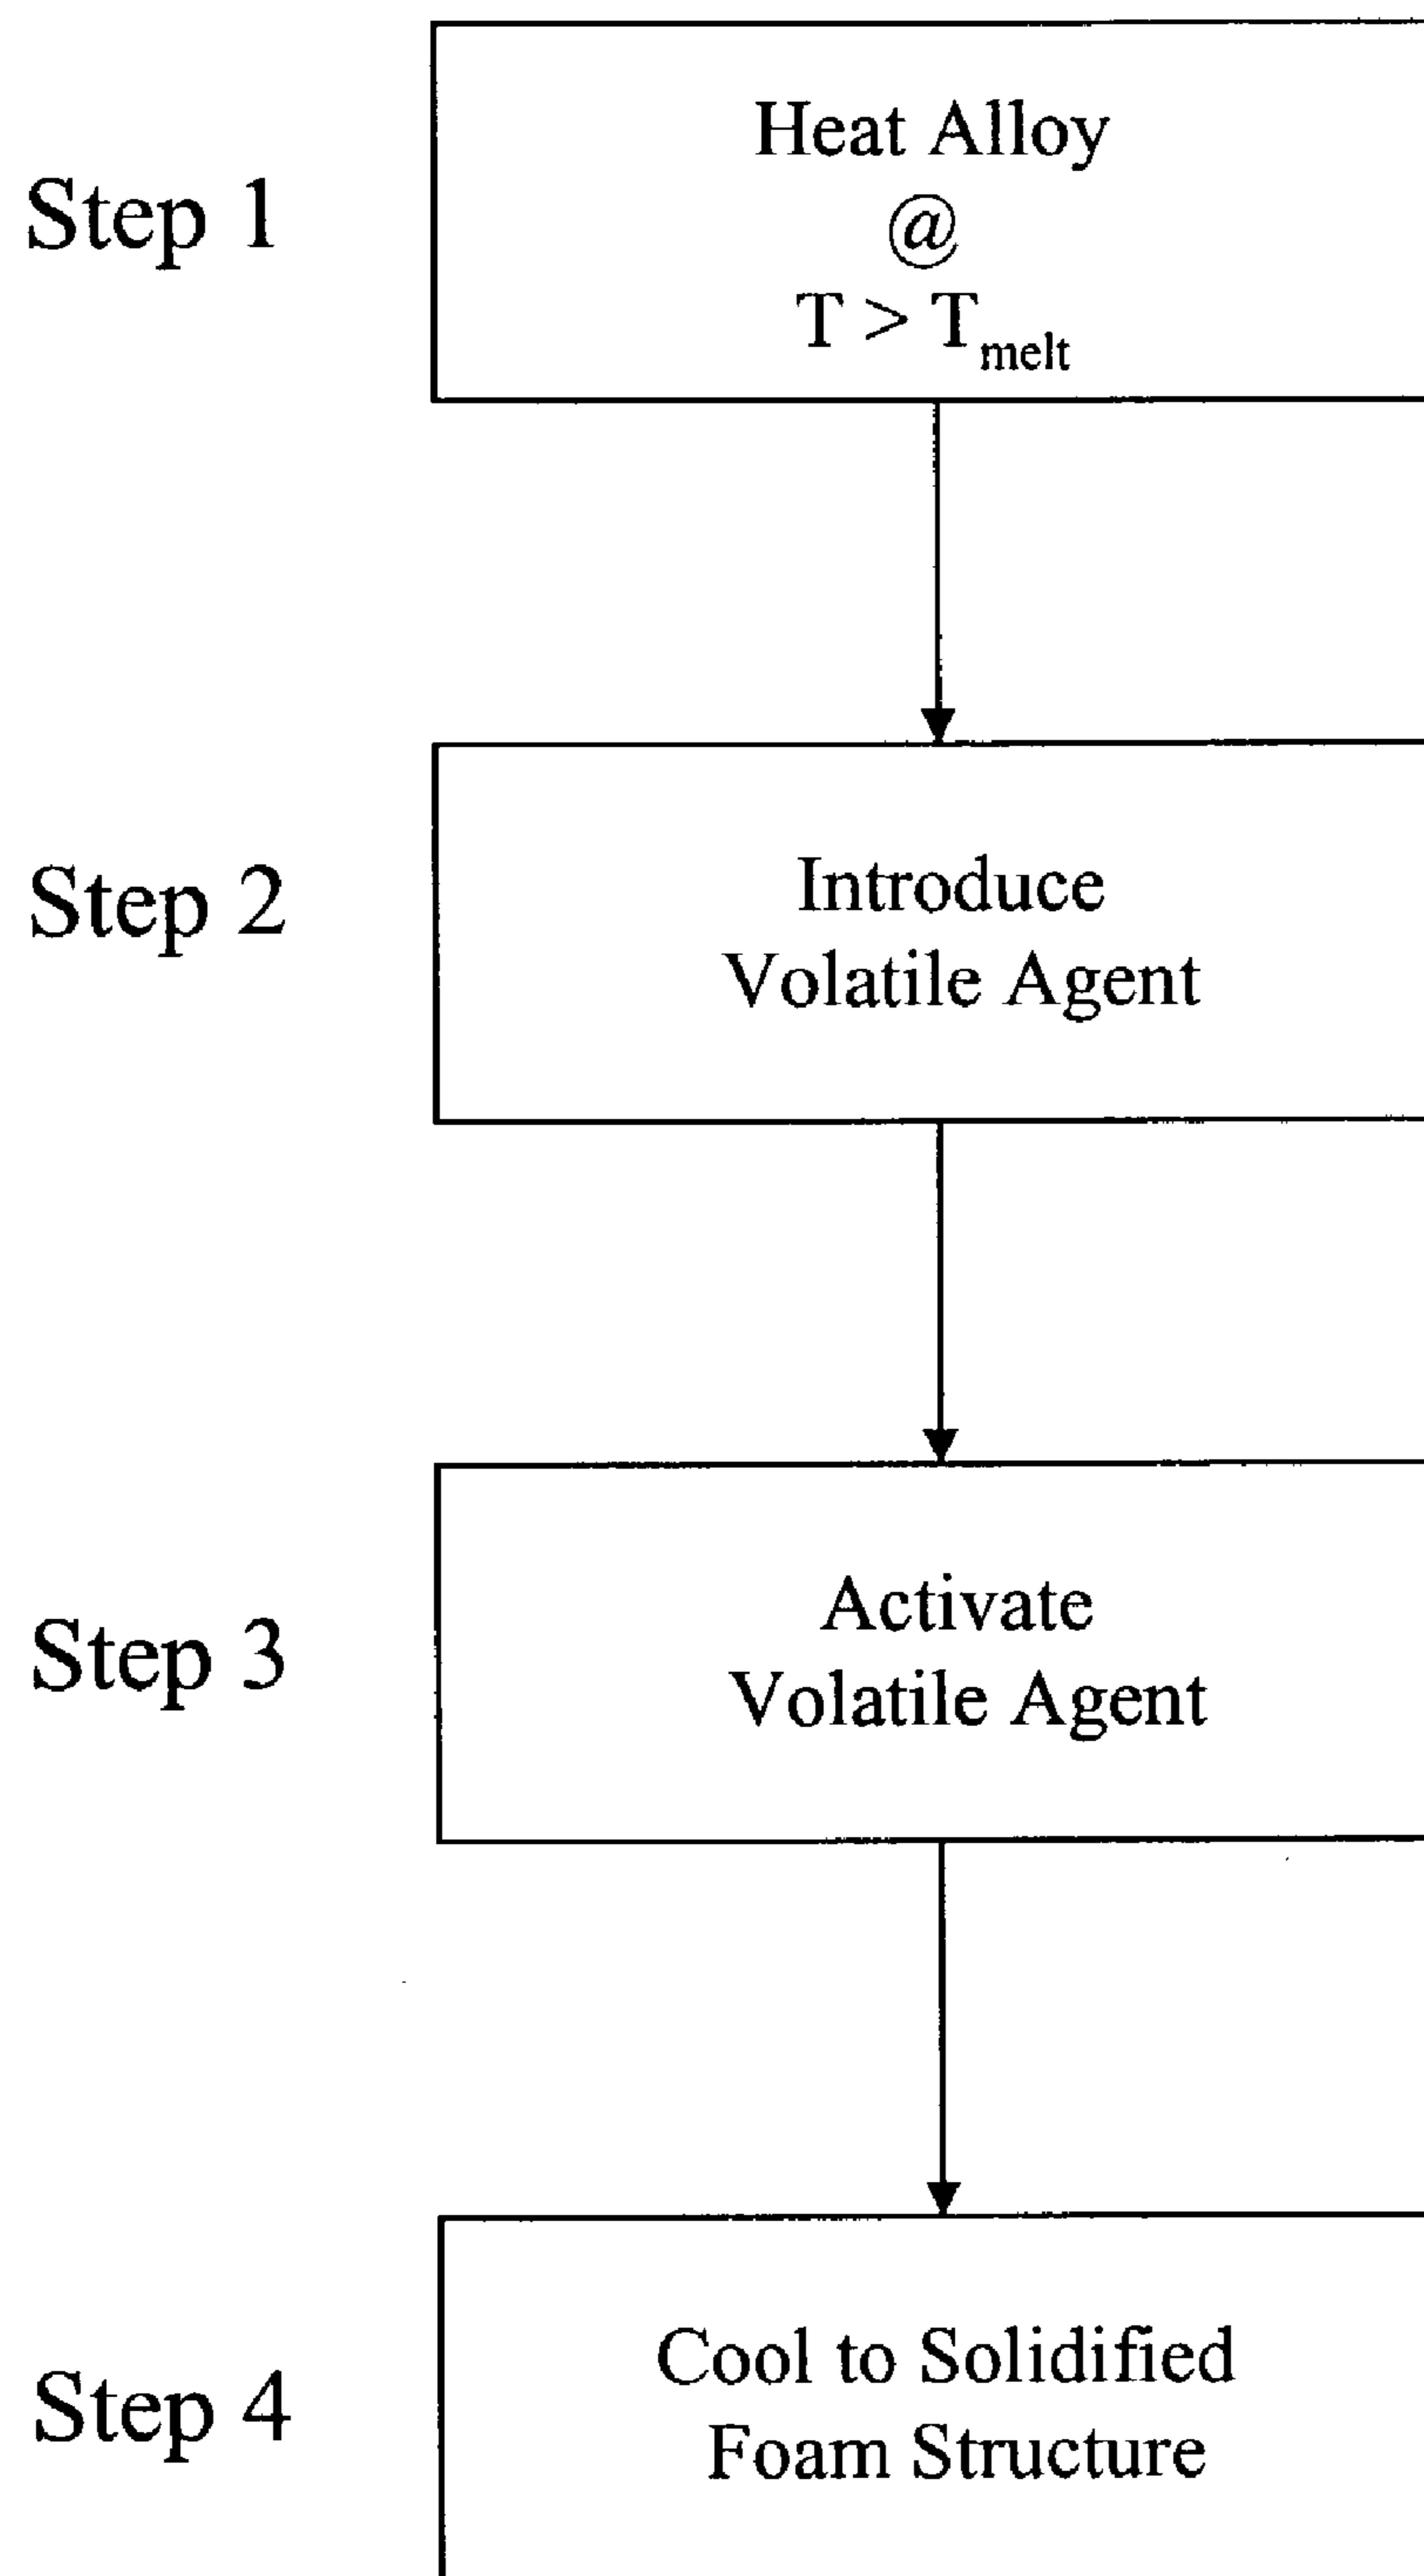 Step 1
Heat Alloy
@
T > T_melt
Step 2
Introduce
Volatile Agent
Step 3
Activate
Volatile Agent
Step 4
Cool to Solidified
Foam Structure